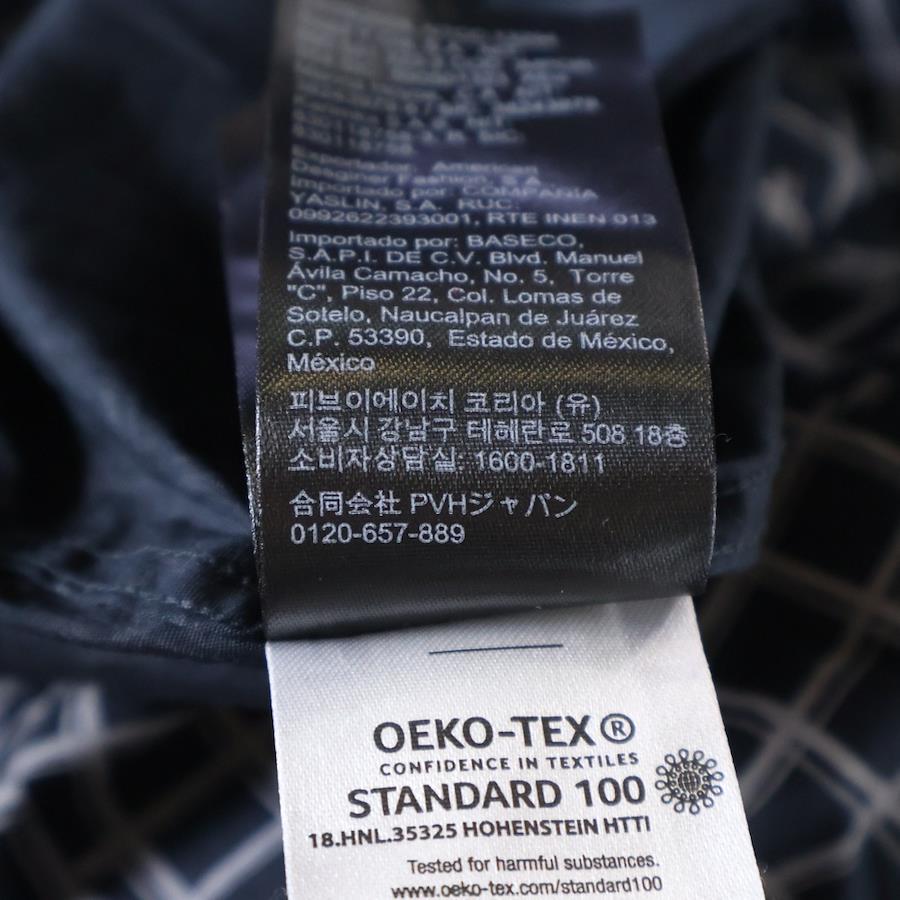 Exportador: American
Designer Fashion, S.A
Importado por: COMPANIA
YASLIN, S.A. RUC:
0992622393001, RTE INEN 013
Importado por: BASECO,
S.A.P.I. DE C.V. Blvd. Manuel
Ávila Camacho, No. 5, Torre
"C", Piso 22, Col. Lomas de
Sotelo, Naucalpan de Juárez
C.P. 53390, Estado de México,
México
피브이에이치 코리아 (유)
서울시 강남구 테헤란로 508 18층
소비자상담실: 1600-1811
合同会社 PVHジャパン
0120-657-889
OEKO-TEX®
CONFIDENCE IN TEXTILES
STANDARD 100
18.HNL.35325 HOHENSTEIN HTTI
Tested for harmful substances.
www.oeko-tex.com/standard100